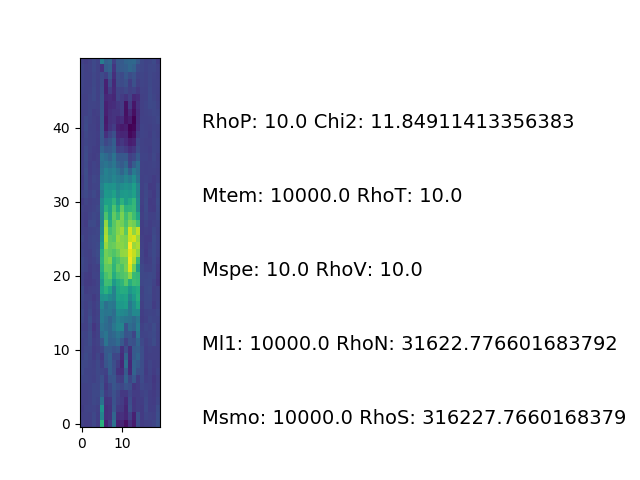 40
RhoP: 10.0 Chi2: 11.84911413356383
30
Mtem: 10000.0 RhoT: 10.0
20
Mspe: 10.0 RhoV: 10.0
10
Ml1: 10000.0 RhoN: 31622.776601683792
0
Msmo: 10000.0 RhoS: 316227.7660168379
0 10